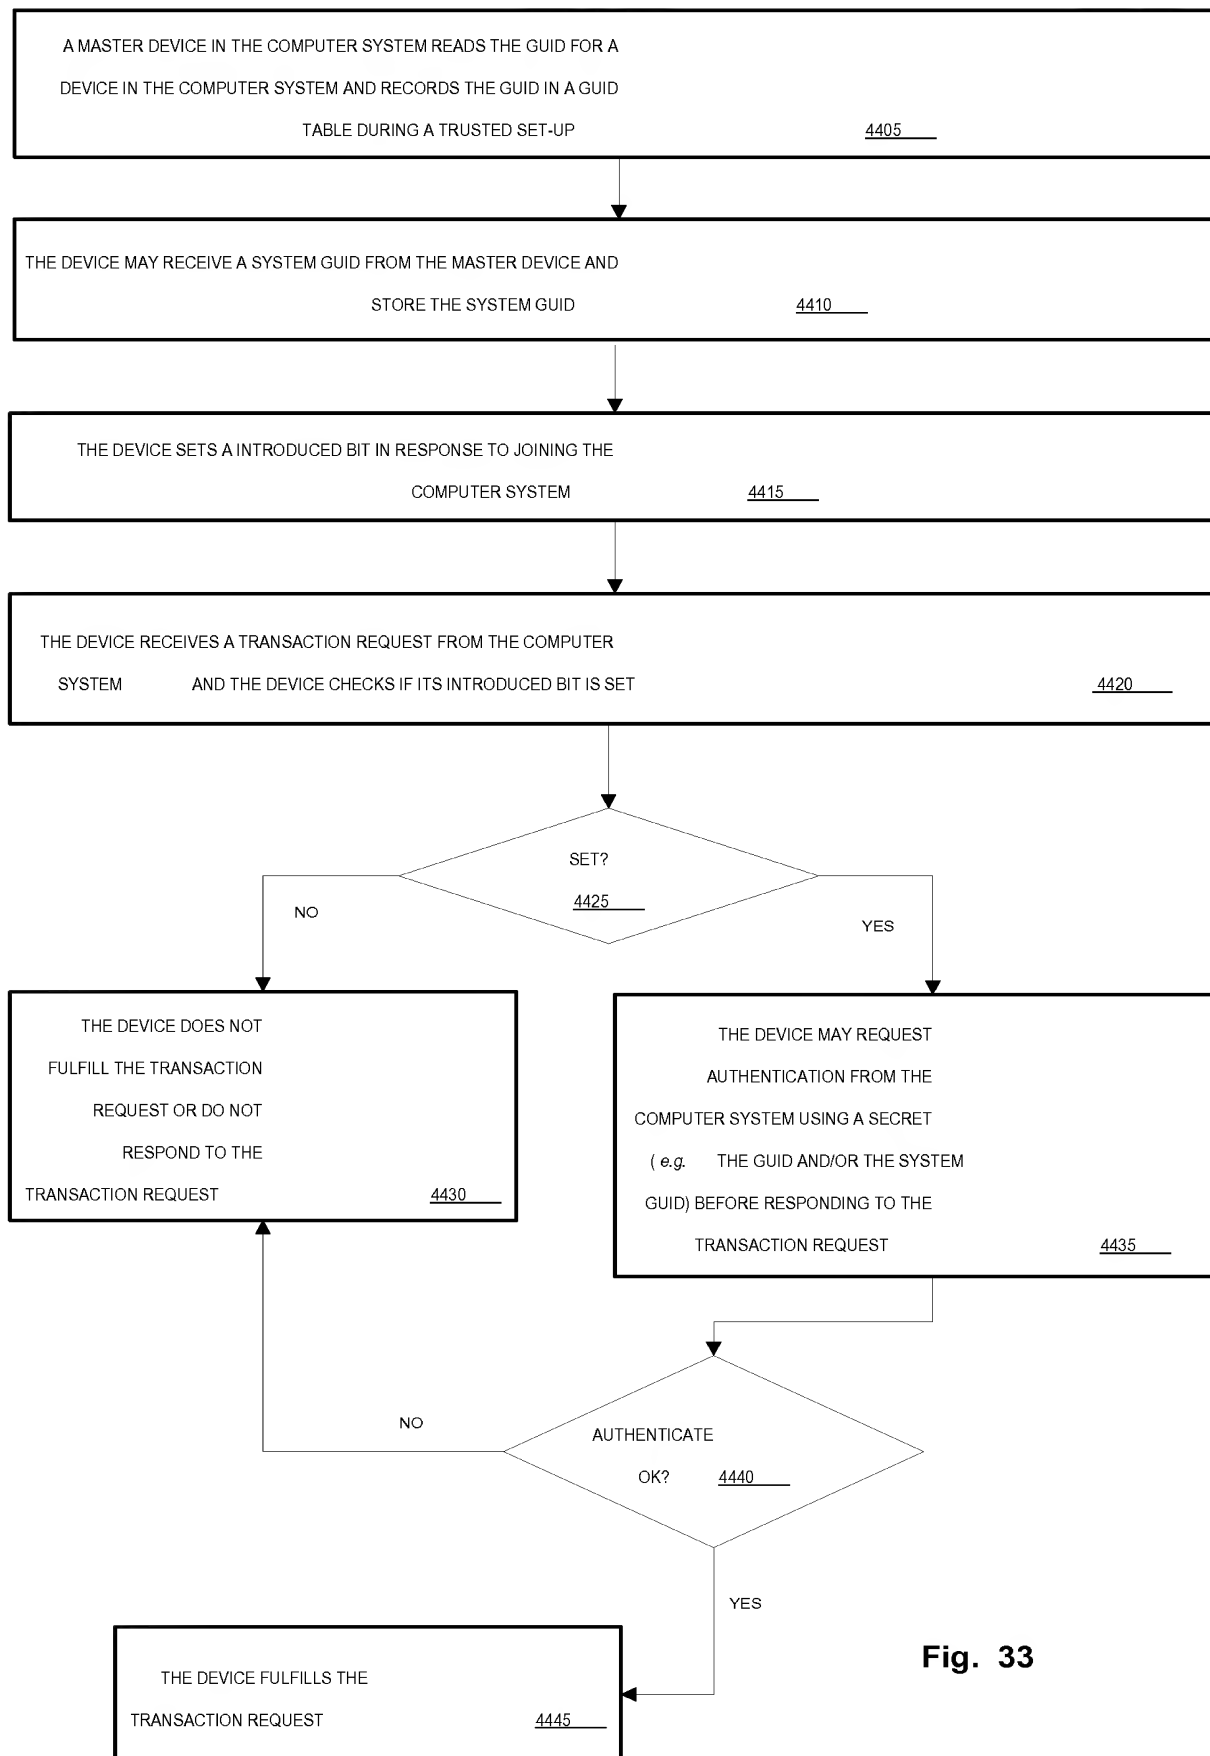 A MASTER DEVICE IN THE COMPUTER SYSTEM READS THE GUID FOR A
DEVICE IN THE COMPUTER SYSTEM AND RECORDS THE GUID IN A GUID
TABLE DURING A TRUSTED SET-UP 4405
THE DEVICE MAY RECEIVE A SYSTEM GUID FROM THE MASTER DEVICE AND
STORE THE SYSTEM GUID 4410
THE DEVICE SETS A INTRODUCED BIT IN RESPONSE TO JOINING THE
COMPUTER SYSTEM 4415
THE DEVICE RECEIVES A TRANSACTION REQUEST FROM THE COMPUTER
SYSTEM AND THE DEVICE CHECKS IF ITS INTRODUCED BIT IS SET 4420
SET?
4425
NO
YES
THE DEVICE DOES NOT
FULFILL THE TRANSACTION
REQUEST OR DO NOT
RESPOND TO THE
TRANSACTION REQUEST 4430
THE DEVICE MAY REQUEST
AUTHENTICATION FROM THE
COMPUTER SYSTEM USING A SECRET
( e.g. THE GUID AND/OR THE SYSTEM
GUID) BEFORE RESPONDING TO THE
TRANSACTION REQUEST 4435
NO
AUTHENTICATE
OK? 4440
YES
THE DEVICE FULFILLS THE
TRANSACTION REQUEST 4445
Fig. 33